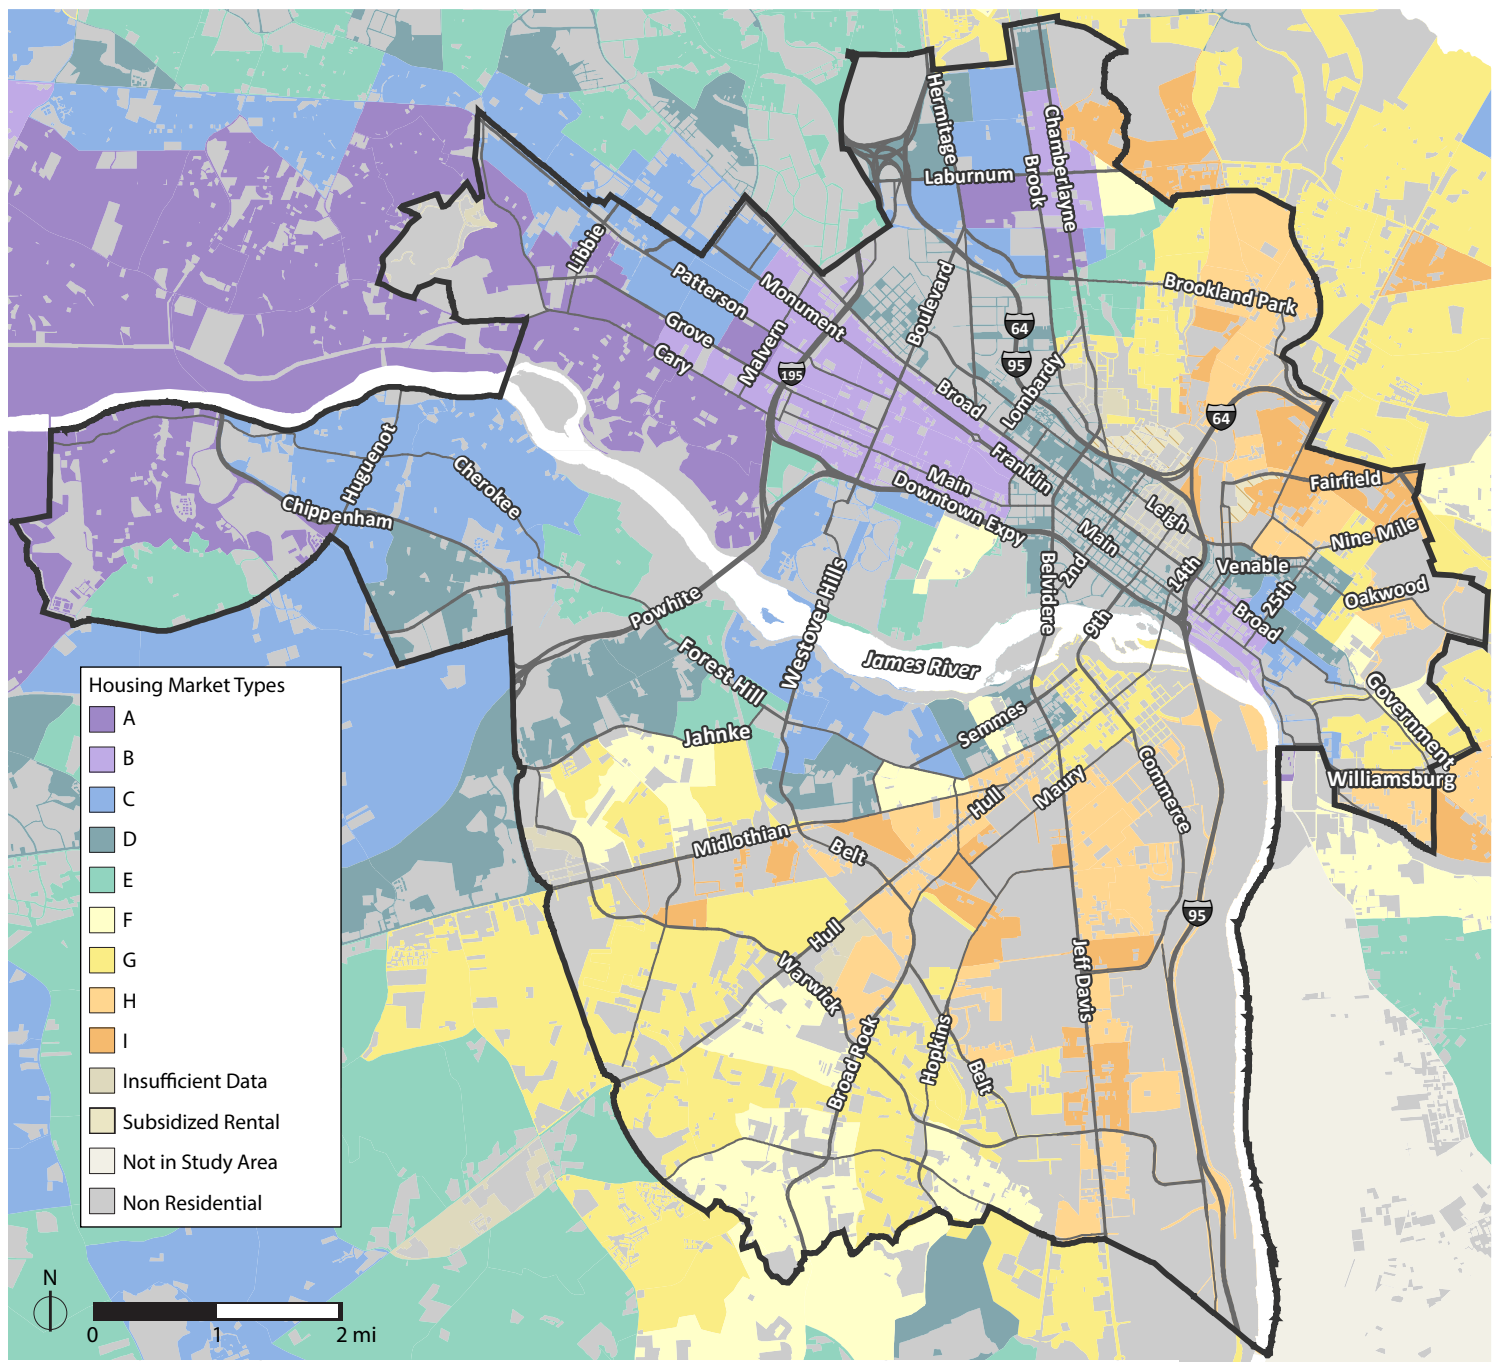 Hermitage
Chamberlayne
Brook
Laburnum
Libbie
Patterson
Monument
Boulevard
Brookland Park
Grove
Cary
Malvern
195
64
95
Broad
Lombardy
64
Franklin
Huguenot
Cherokee
Chippenham
Main
Downtown Expy
Leigh
Fairfield
Nine Mile
Main
Belvidere
2nd
14th
Venable
25th
Oakwood
Broad
Powhite
Westover Hills
9th
James River
Forest Hill
Government
Jahnke
Semmes
Williamsburg
Commerce
Maury
Hull
Midlothian
Belt
95
Hull
Warwick
Jeff Davis
Broad Rock
Hopkins
Belt
Housing Market Types
A
B
C
D
E
F
G
H
I
Insufficient Data
Subsidized Rental
Not in Study Area
Non Residential
N
0 1 2 mi